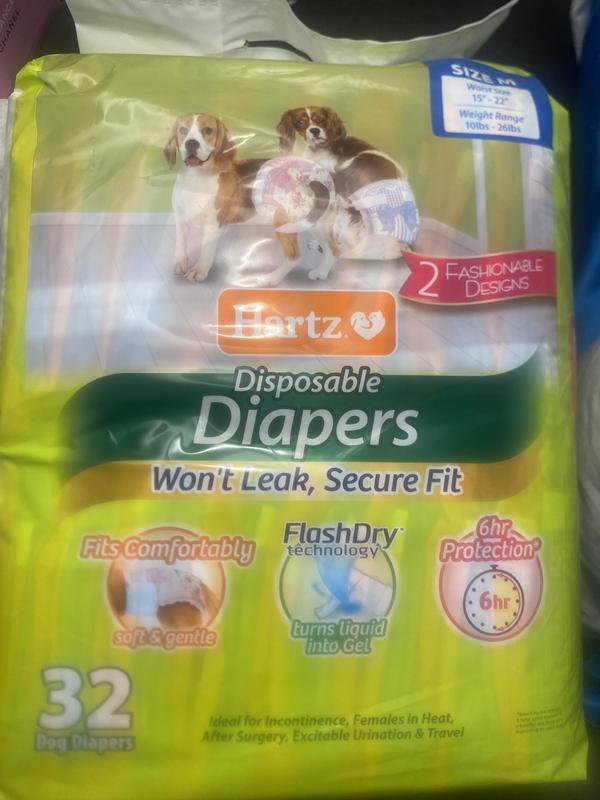 CHANEL
SIZE M
Waist Size
15" - 22"
Weight Range
10lbs - 26lbs
2 FASHIONABLE
DESIGNS
Hartz
Disposable
Diapers
Won't Leak, Secure Fit
Fits Comfortably
soft & gentle
FlashDry
technology
turns liquid
into Gel
6hr
Protection*
6hr
32
Dog Diapers
Ideal for Incontinence, Females in Heat,
After Surgery, Excitable Urination & Travel